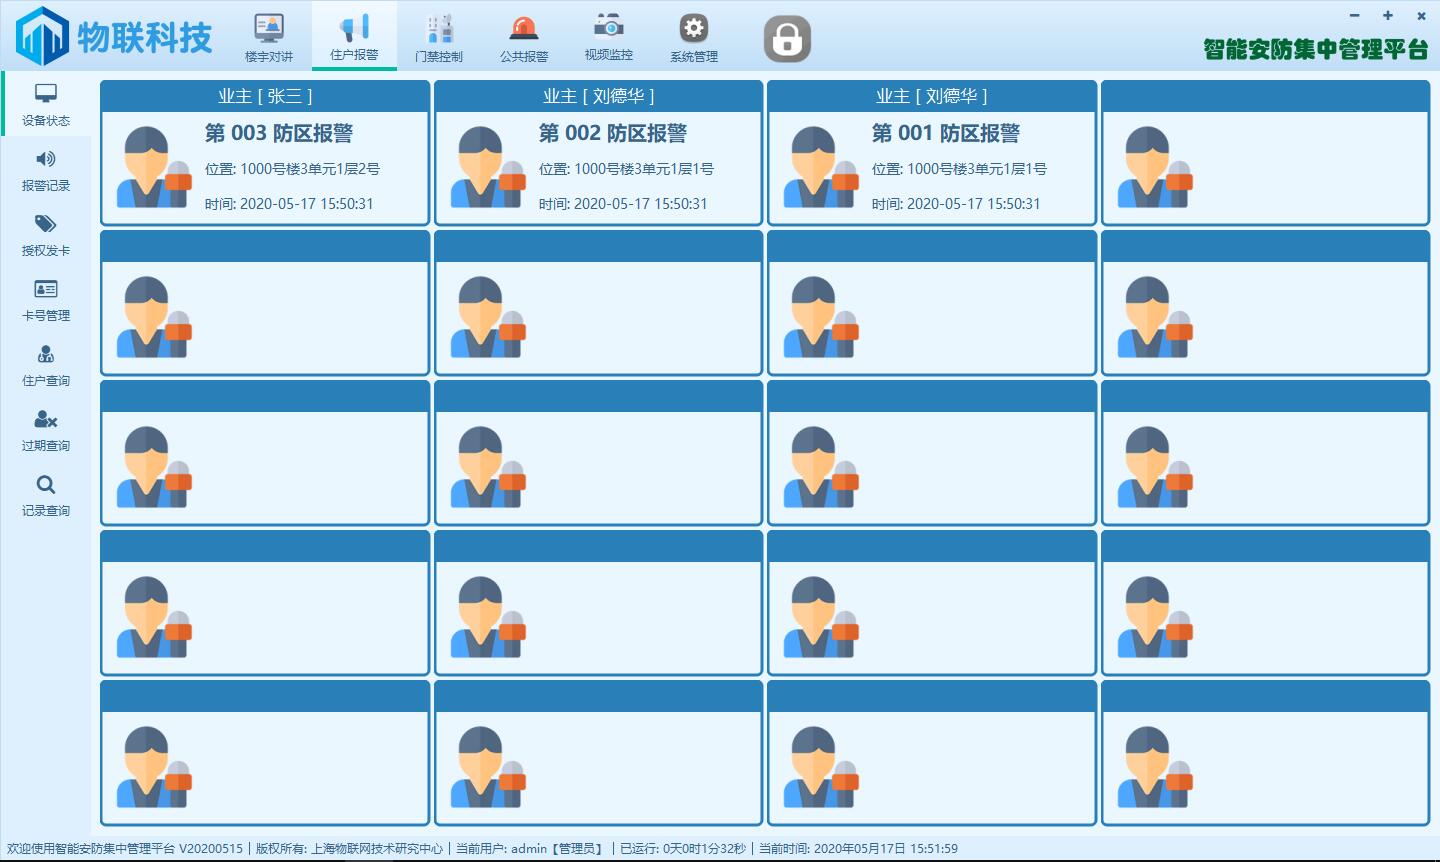 物联科技
楼宇对讲
住户报警
门禁控制
公共报警
视频监控
系统管理
智能安防集中管理平台
设备状态
报警记录
授权发卡
卡号管理
住户查询
过期查询
记录查询
业主 [ 张三 ]
第 003 防区报警
位置: 1000号楼3单元1层2号
时间: 2020-05-17 15:50:31
业主 [ 刘德华 ]
第 002 防区报警
位置: 1000号楼3单元1层1号
时间: 2020-05-17 15:50:31
业主 [ 刘德华 ]
第 001 防区报警
位置: 1000号楼3单元1层1号
时间: 2020-05-17 15:50:31
欢迎使用智能安防集中管理平台 V20200515 | 版权所有: 上海物联网技术研究中心 | 当前用户: admin【管理员】 | 已运行: 0天0时1分32秒 | 当前时间: 2020年05月17日 15:51:59